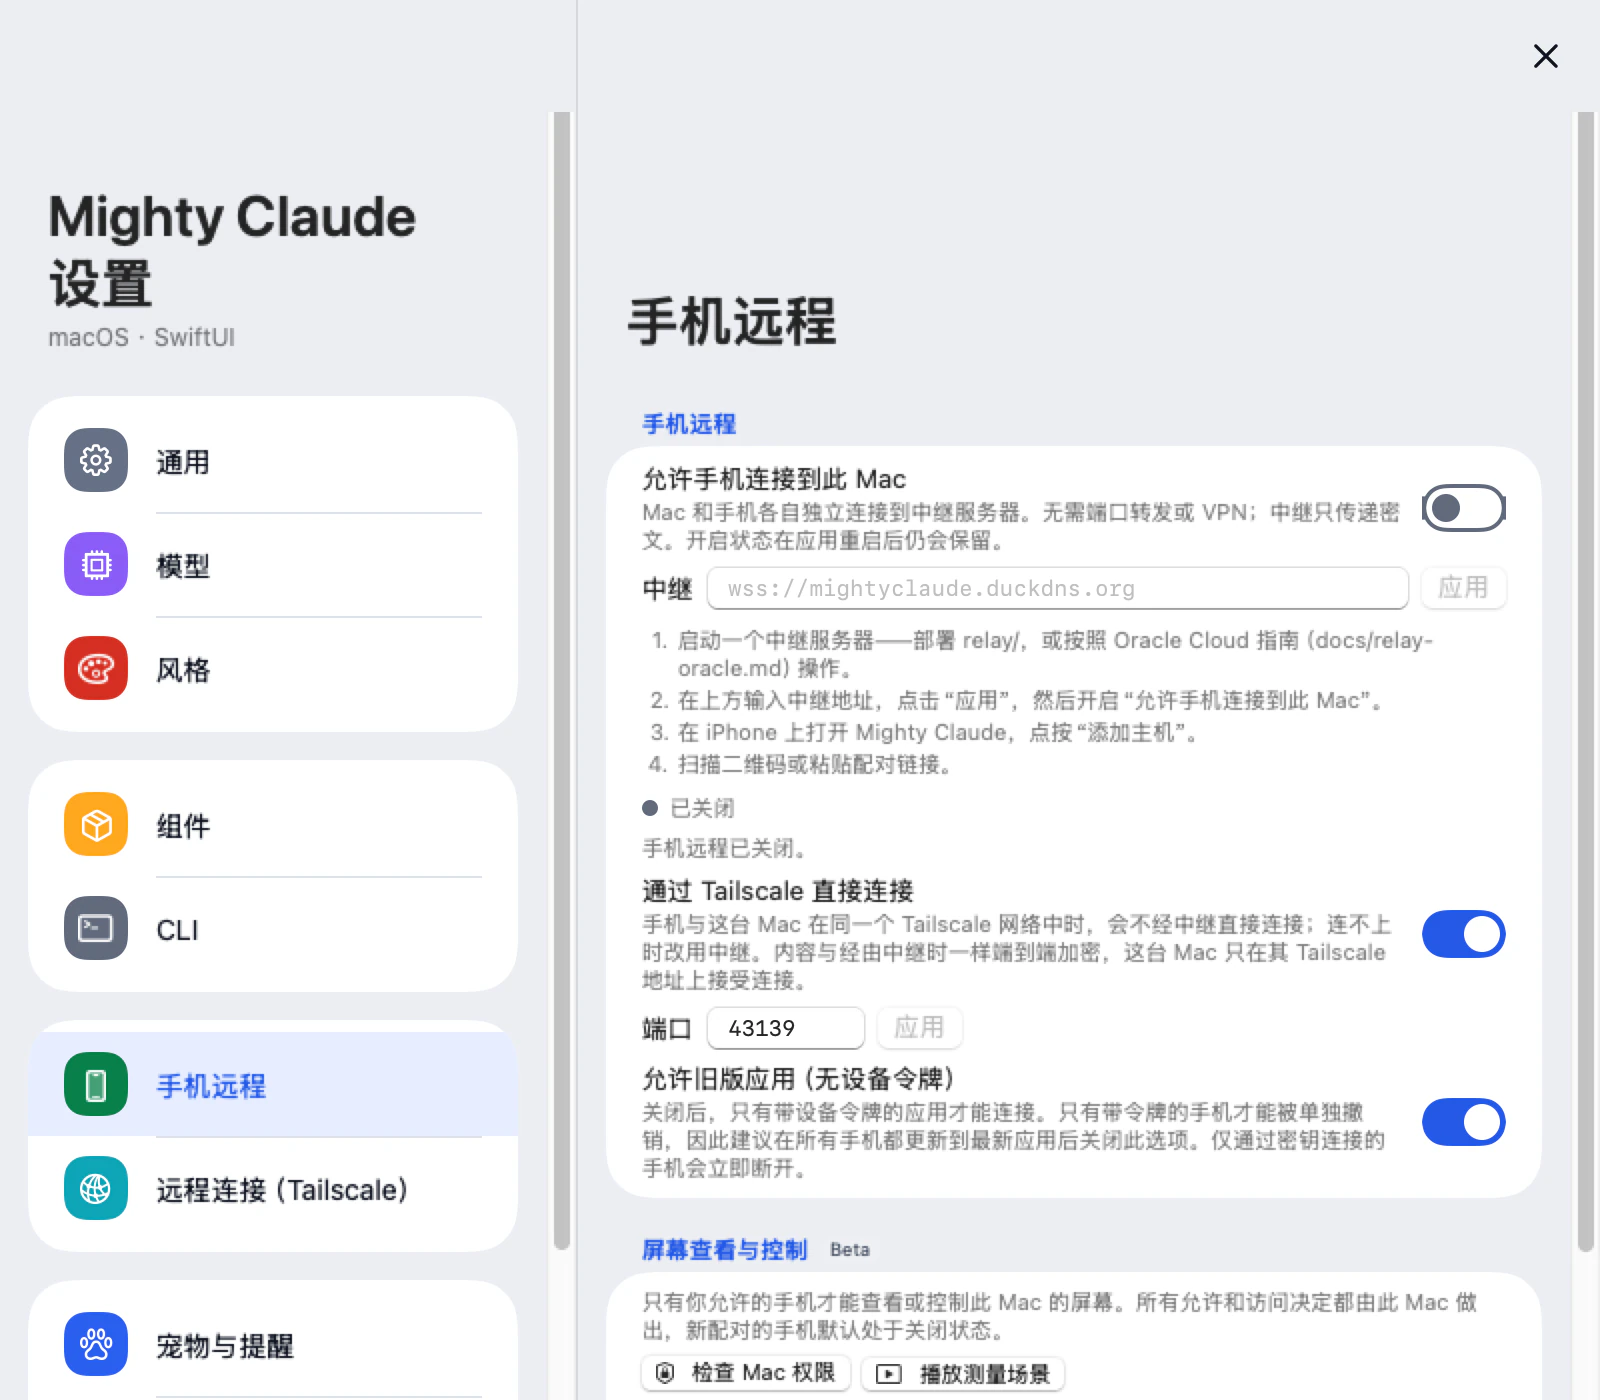 Mighty Claude
设置
macOS · SwiftUI
通用
模型
风格
组件
CLI
手机远程
远程连接 (Tailscale)
宠物与提醒
手机远程
手机远程
允许手机连接到此 Mac
Mac 和手机各自独立连接到中继服务器。无需端口转发或 VPN；中继只传递密
文。开启状态在应用重启后仍会保留。
中继 wss://mightyclaude.duckdns.org 应用
1. 启动一个中继服务器——部署 relay/，或按照 Oracle Cloud 指南 (docs/relay-
oracle.md) 操作。
2. 在上方输入中继地址，点击“应用”，然后开启“允许手机连接到此 Mac”。
3. 在 iPhone 上打开 Mighty Claude，点按“添加主机”。
4. 扫描二维码或粘贴配对链接。
已关闭
手机远程已关闭。
通过 Tailscale 直接连接
手机与这台 Mac 在同一个 Tailscale 网络中时，会不经中继直接连接；连不上
时改用中继。内容与经由中继时一样端到端加密，这台 Mac 只在其 Tailscale
地址上接受连接。
端口 43139 应用
允许旧版应用 (无设备令牌)
关闭后，只有带设备令牌的应用才能连接。只有带令牌的手机才能被单独撤
销，因此建议在所有手机都更新到最新应用后关闭此选项。仅通过密钥连接的
手机会立即断开。
屏幕查看与控制 Beta
只有你允许的手机才能查看或控制此 Mac 的屏幕。所有允许和访问决定都由此 Mac 做
出，新配对的手机默认处于关闭状态。
检查 Mac 权限 播放测量场景